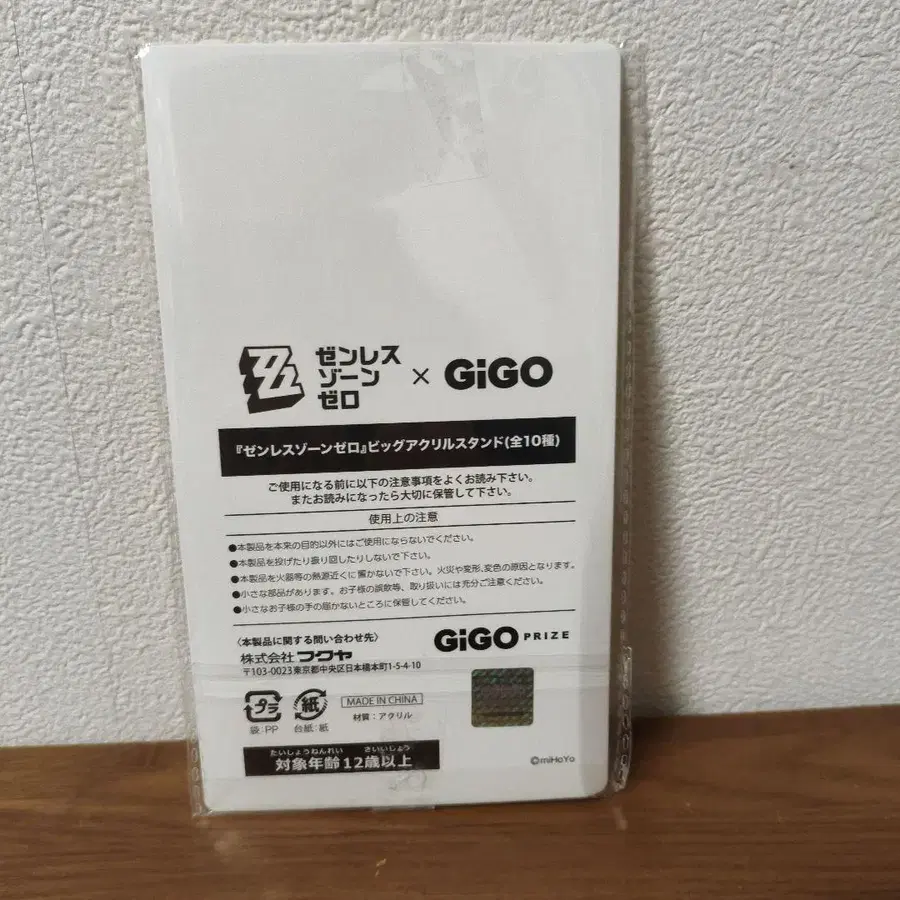 ゼンレス
ゾーン
ゼロ
× GiGO
『ゼンレスゾーンゼロ』ビッグアクリルスタンド(全10種)
ご使用になる前に以下の注意事項をよくお読み下さい。
またお読みになったら大切に保管して下さい。
使用上の注意
●本製品を本来の目的以外にはご使用にならないでください。
●本製品を投げたり振り回したりしないで下さい。
●本製品を火器等の熱源近くに置かないで下さい。火災や変形、変色の原因となります。
●小さな部品があります。お子様の誤飲等、取り扱いには充分ご注意ください。
●小さなお子様の手の届かないところに保管してください。
〈本製品に関する問い合わせ先〉
株式会社 フクヤ
〒103-0023 東京都中央区日本橋本町1-5-4-10
GiGO PRIZE
プラ
袋:PP
紙
台紙:紙
MADE IN CHINA
材質:アクリル
たいしょうねんれい さいいじょう
対象年齢12歳以上
©miHoYo